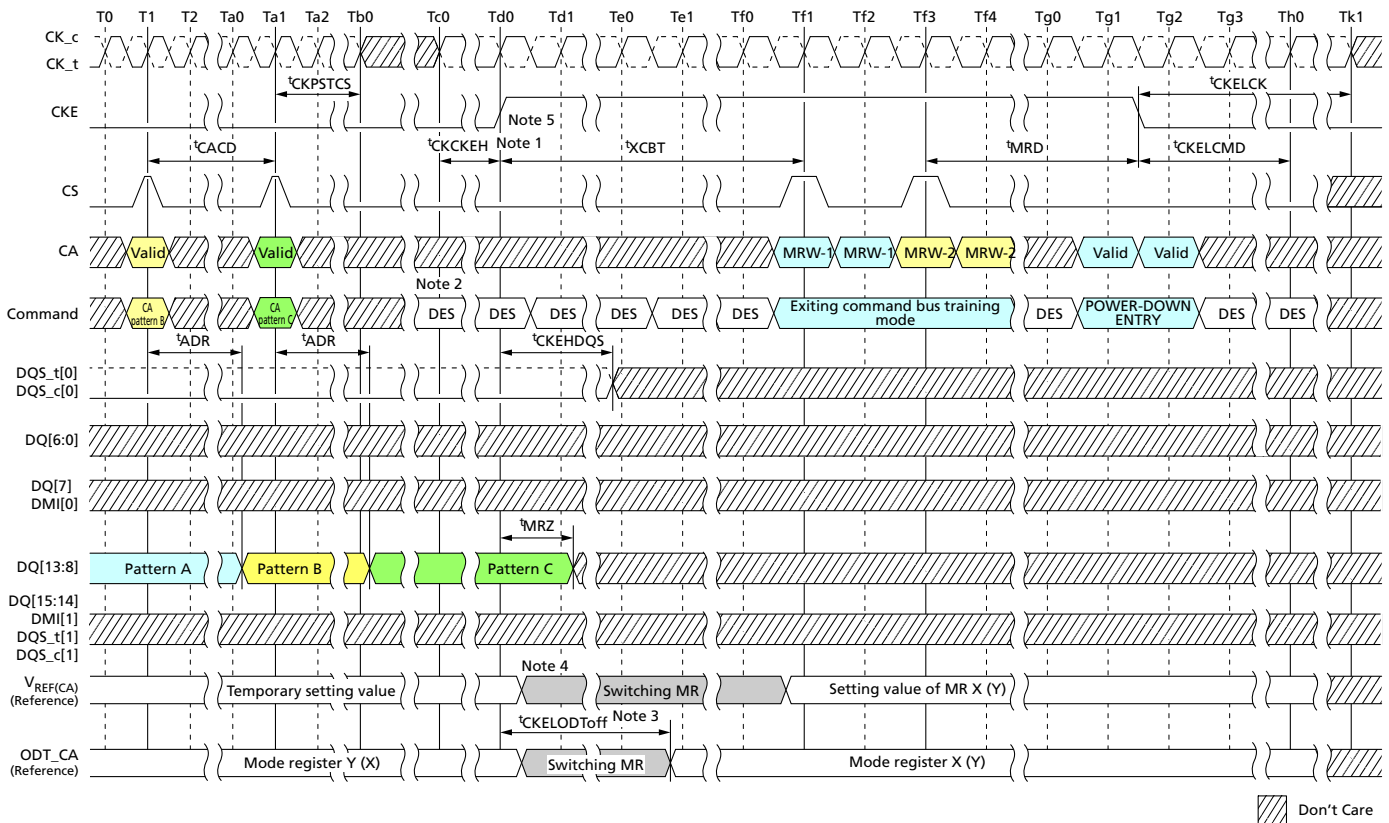 T0 T1 T2 Ta0 Ta1 Ta2 Tb0 Tc0 Td0 Td1 Te0 Te1 Tf0 Tf1 Tf2 Tf3 Tf4 Tg0 Tg1 Tg2 Tg3 Th0 Tk1
CK_c
CK_t
tCKPSTCS tCKELCK
CKE
Note 5
tCACD tCKCKEH Note 1 tXCBT tMRD tCKELCMD
CS
CA Valid Valid MRW-1 MRW-1 MRW-2 MRW-2 Valid Valid
Note 2
Command CA pattern B CA pattern C DES DES DES DES DES DES Exiting command bus training mode DES POWER-DOWN ENTRY DES DES
tADR tADR tCKEHDQS
DQS_t[0]
DQS_c[0]
DQ[6:0]
DQ[7]
DMI[0]
tMRZ
DQ[13:8] Pattern A Pattern B Pattern C
DQ[15:14]
DMI[1]
DQS_t[1]
DQS_c[1]
Note 4
VREF(CA) Temporary setting value Switching MR Setting value of MR X (Y)
(Reference)
tCKELODToff Note 3
ODT_CA Mode register Y (X) Switching MR Mode register X (Y)
(Reference)
Don't Care